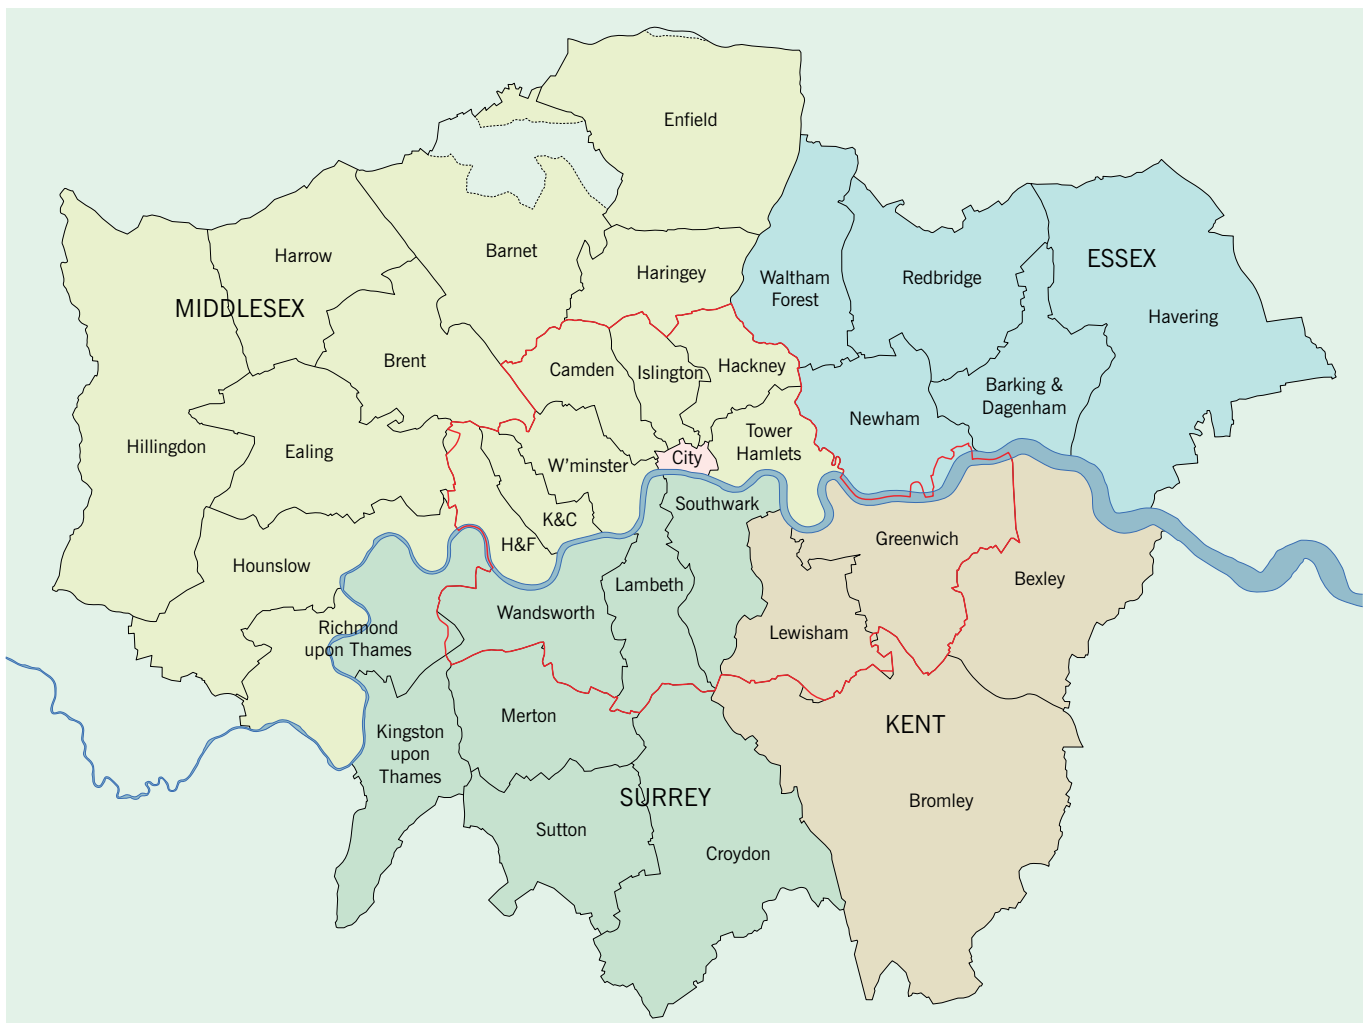 Enfield
Harrow
Barnet
Haringey
ESSEX
Waltham
Forest
Redbridge
MIDDLESEX
Havering
Brent
Camden
Islington
Hackney
Barking &
Dagenham
Newham
Hillingdon
Ealing
Tower
Hamlets
W'minster
City
Southwark
K&C
H&F
Greenwich
Hounslow
Bexley
Lambeth
Wandsworth
Richmond
upon Thames
Lewisham
Merton
KENT
Kingston
upon
Thames
SURREY
Bromley
Sutton
Croydon